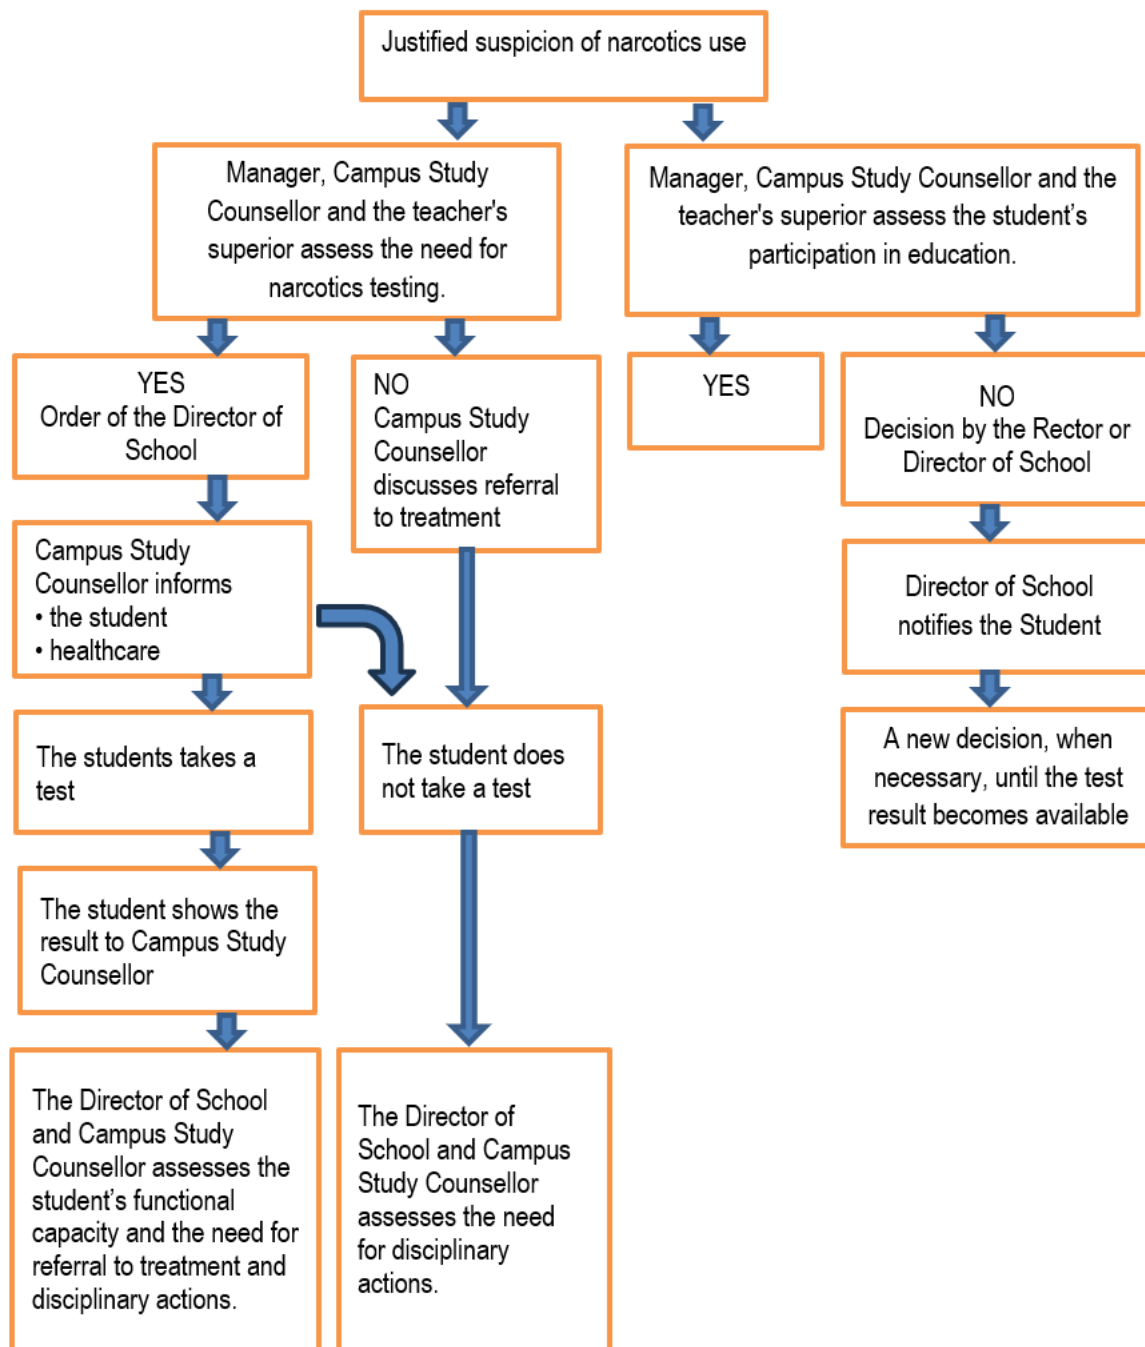 Justified suspicion of narcotics use
Manager, Campus Study
Counsellor and the teacher's
superior assess the need for
narcotics testing.
Manager, Campus Study Counsellor and the
teacher's superior assess the student’s
participation in education.
YES
Order of the Director of
School
NO
Campus Study
Counsellor
discusses referral
to treatment
YES
NO
Decision by the Rector or
Director of School
Campus Study
Counsellor informs
• the student
• healthcare
Director of School
notifies the Student
The students takes a
test
The student does
not take a test
A new decision, when
necessary, until the test
result becomes available
The student shows the
result to Campus Study
Counsellor
The Director of School
and Campus Study
Counsellor assesses the
student’s functional
capacity and the need for
referral to treatment and
disciplinary actions.
The Director of
School and Campus
Study Counsellor
assesses the need
for disciplinary
actions.